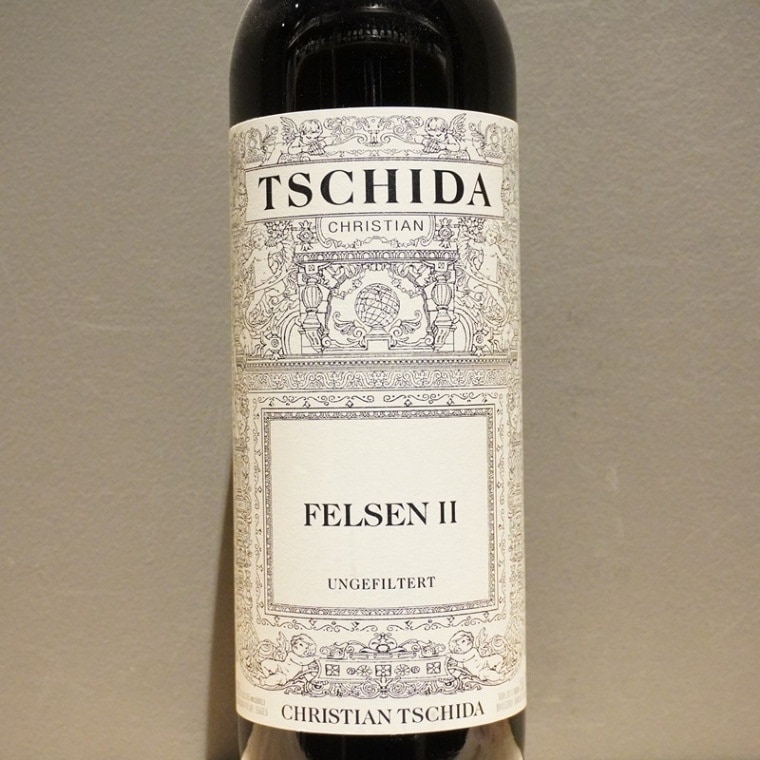 TSCHIDA
CHRISTIAN
FELSEN II
UNGEFILTERT
CHRISTIAN TSCHIDA